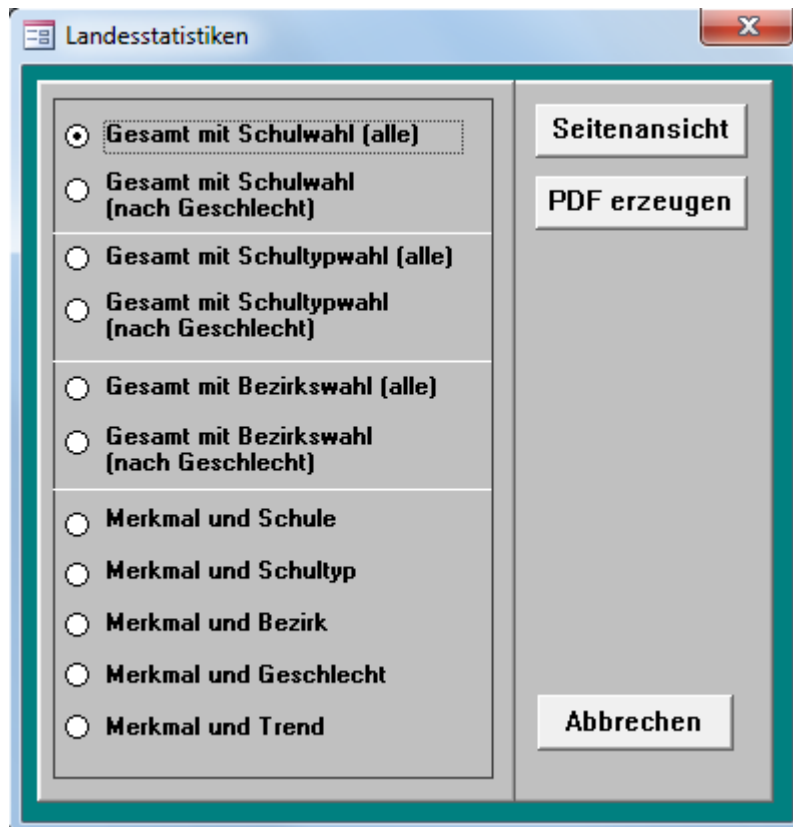 Landesstatistiken
Gesamt mit Schulwahl (alle)
Gesamt mit Schulwahl
(nach Geschlecht)
Gesamt mit Schultypwahl (alle)
Gesamt mit Schultypwahl
(nach Geschlecht)
Gesamt mit Bezirkswahl (alle)
Gesamt mit Bezirkswahl
(nach Geschlecht)
Merkmal und Schule
Merkmal und Schultyp
Merkmal und Bezirk
Merkmal und Geschlecht
Merkmal und Trend
Seitenansicht
PDF erzeugen
Abbrechen